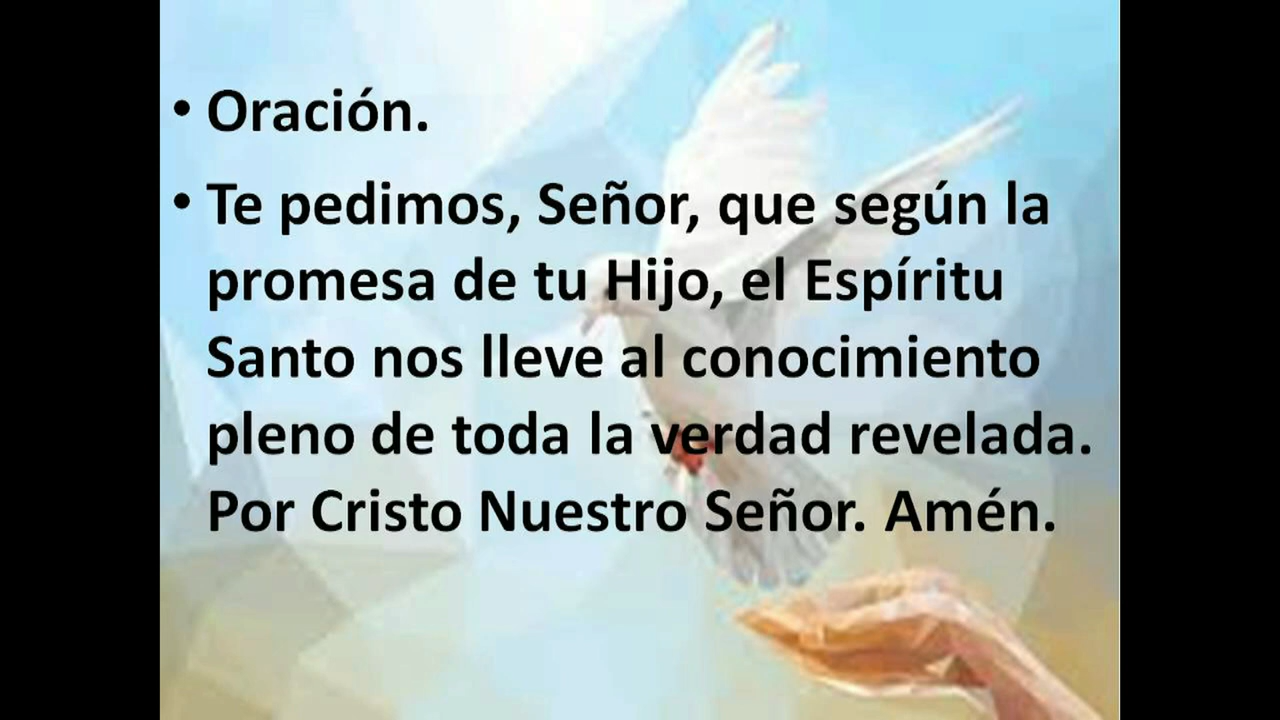 • Oración.
• Te pedimos, Señor, que según la
promesa de tu Hijo, el Espíritu
Santo nos lleve al conocimiento
pleno de toda la verdad revelada.
Por Cristo Nuestro Señor. Amén.